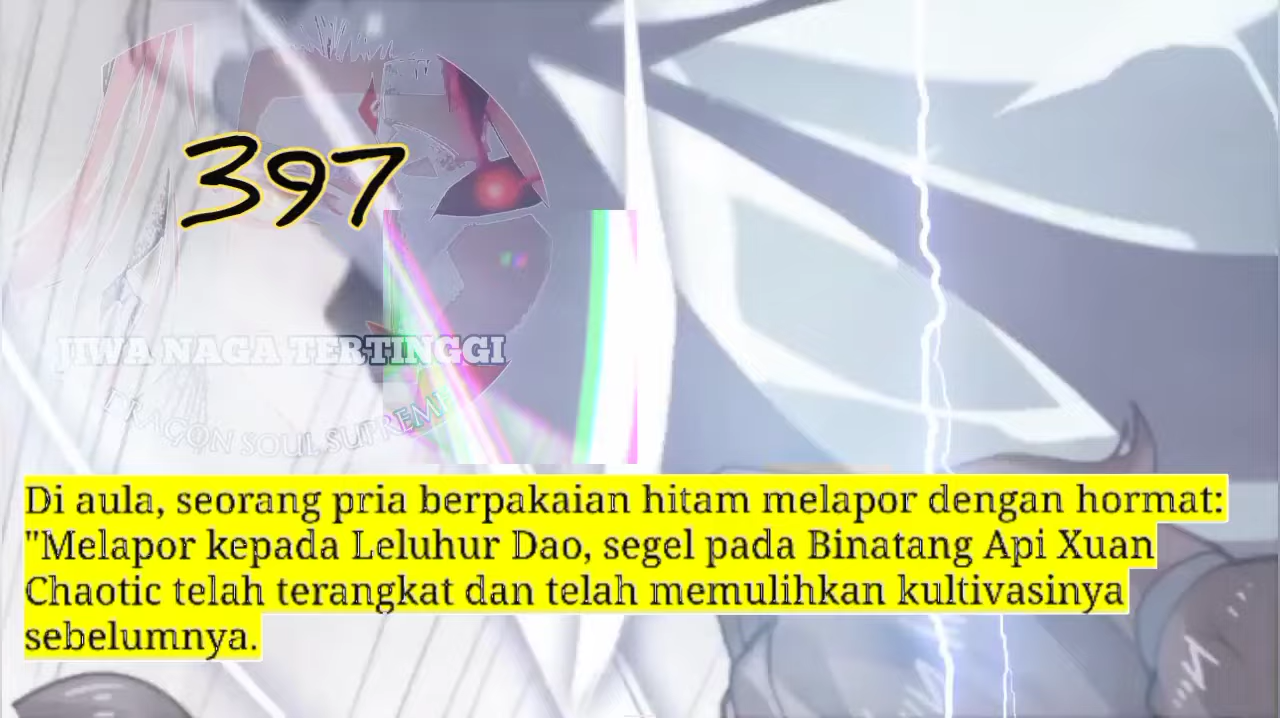 397
JIWA NAGA TERTINGGI
DRAGON SOUL SUPREME
Di aula, seorang pria berpakaian hitam melapor dengan hormat:
"Melapor kepada Leluhur Dao, segel pada Binatang Api Xuan
Chaotic telah terangkat dan telah memulihkan kultivasinya
sebelumnya.